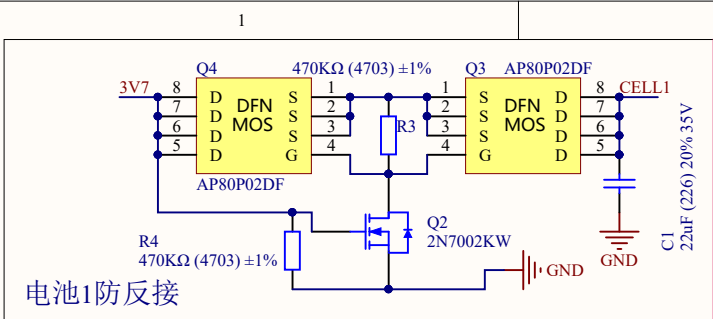 1
Q4
470KΩ (4703) ±1%
Q3
AP80P02DF
3V7
8 D S 1
7 D S 2
6 D S 3
5 D G 4
DFN
MOS
AP80P02DF
R3
1 S D 8
2 S D 7
3 S D 6
4 G D 5
DFN
MOS
CELL1
C1
22uF (226) 20% 35V
GND
Q2
2N7002KW
R4
470KΩ (4703) ±1%
GND
电池1防反接